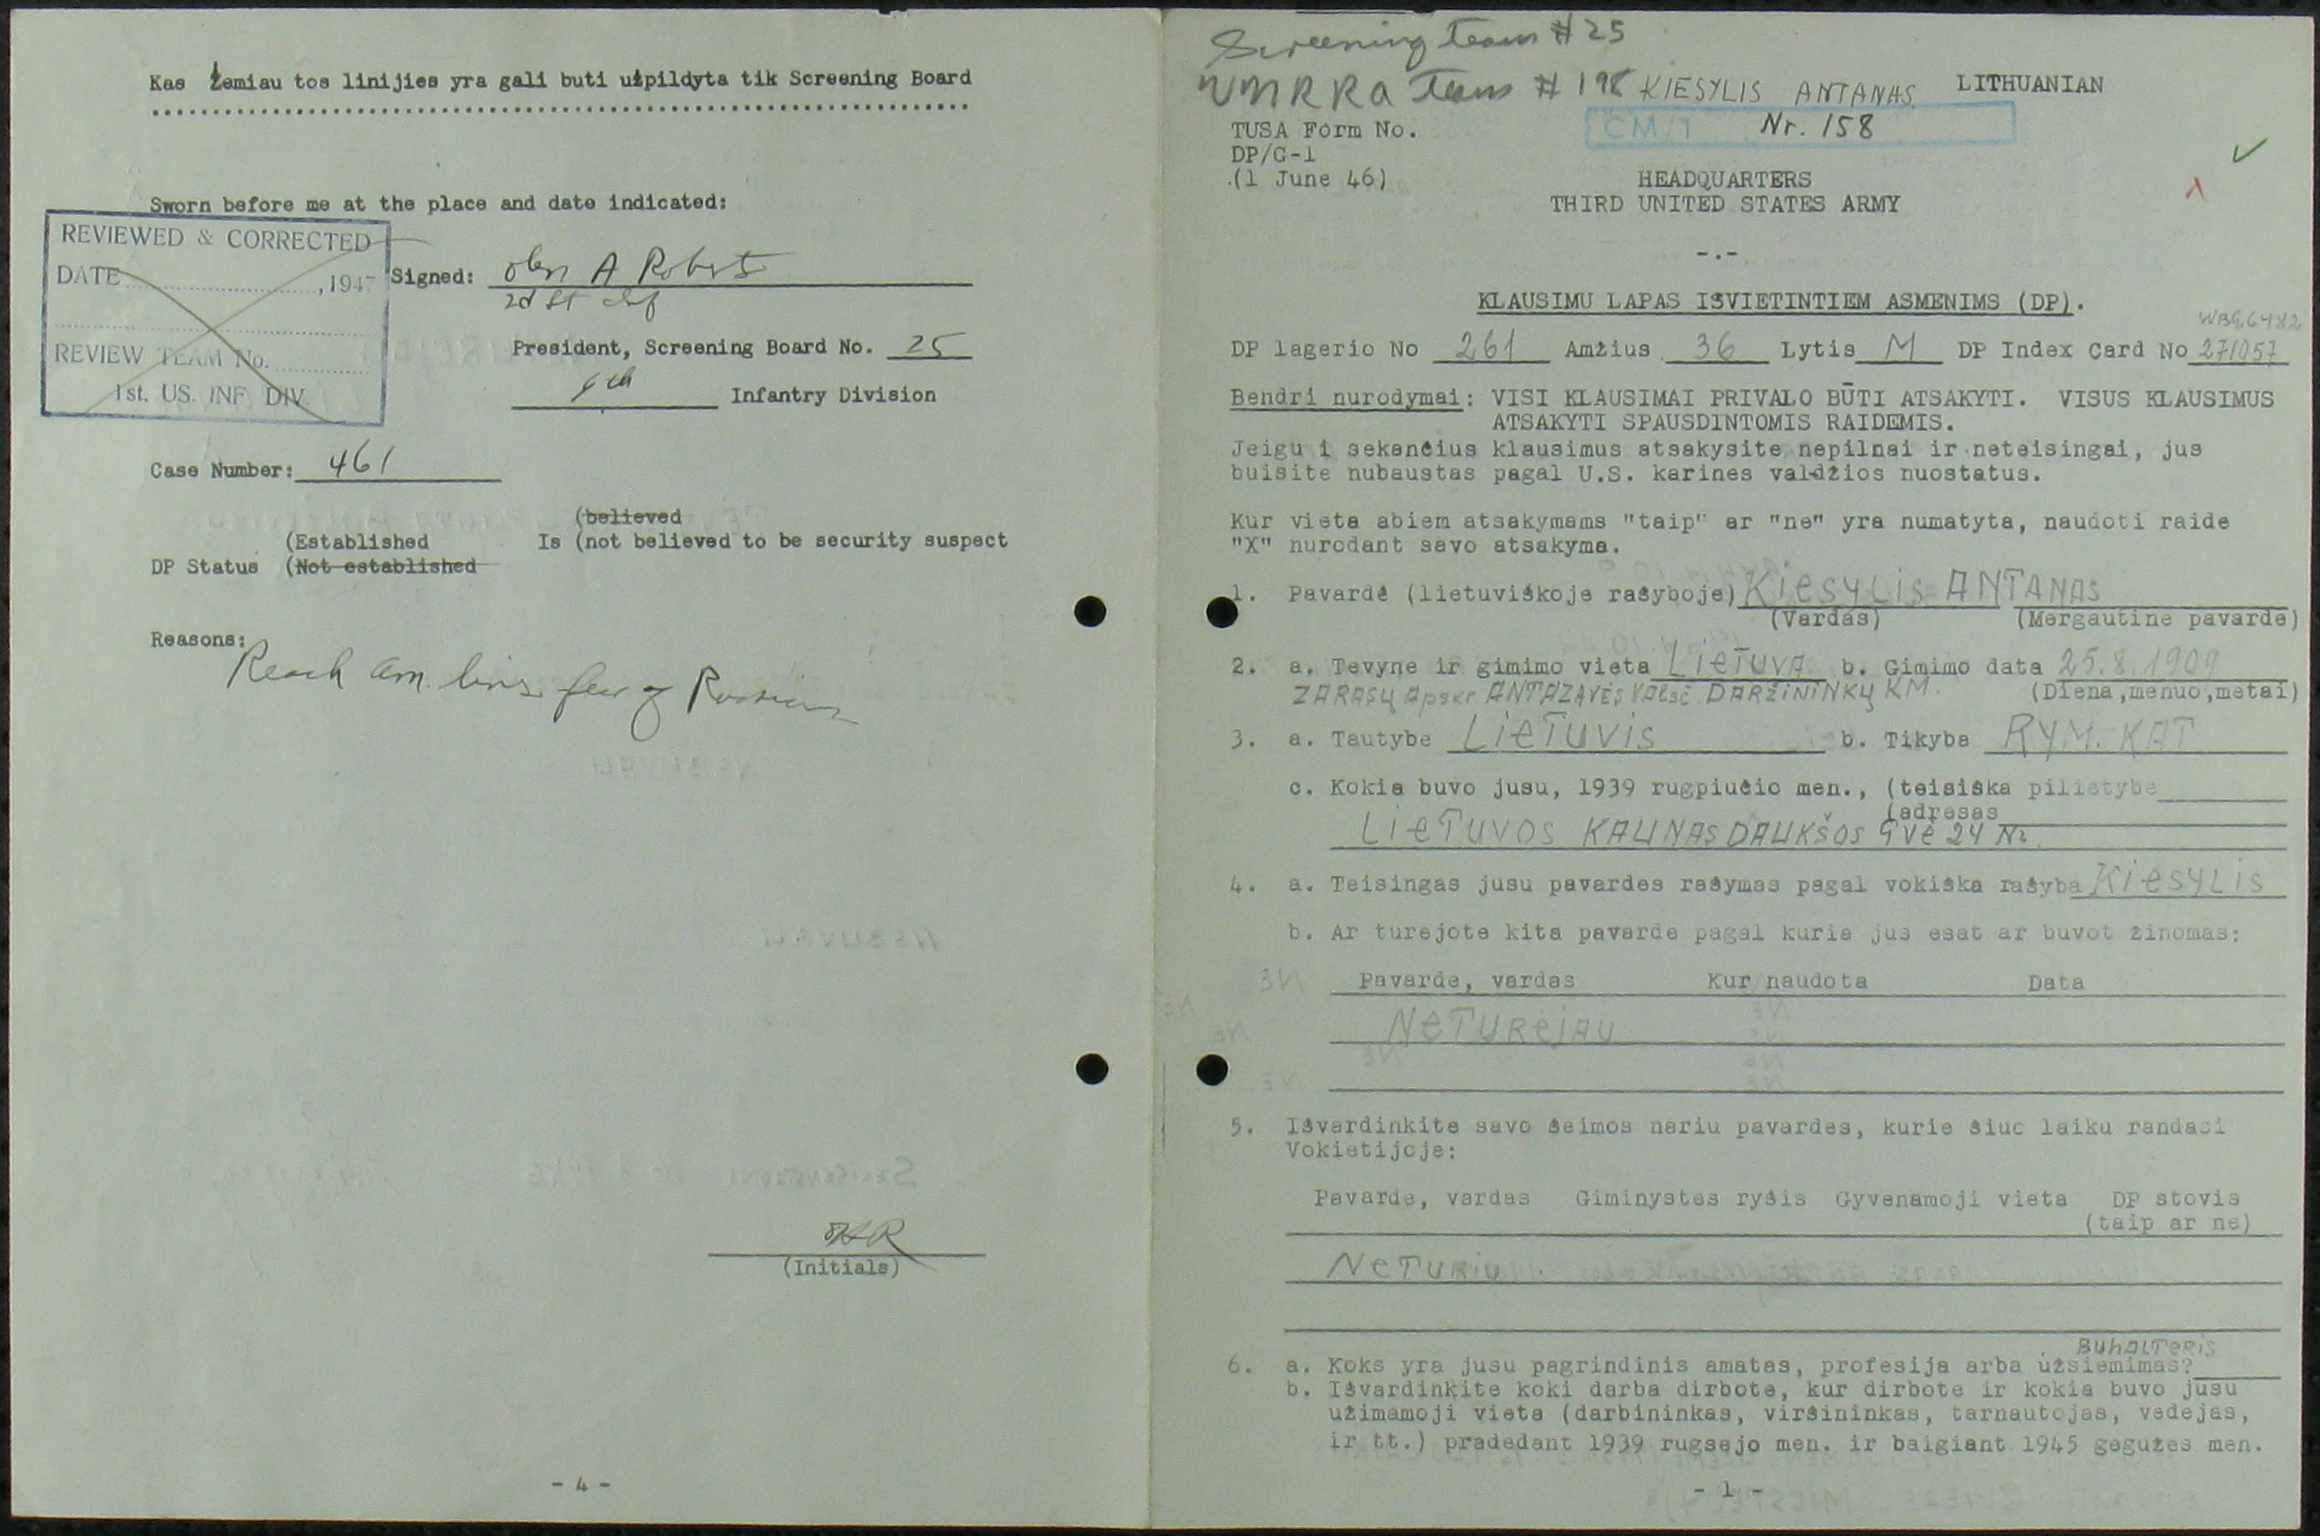 Kas Žemiau tos linijies yra gali buti užpildyta tik Screening Board
Sworn before me at the place and date indicated:
REVIEWED & CORRECTED
DATE ...................., 1947
REVIEW TEAM No. ............
1st. US. INF. DIV.
Signed: A Roberts
2d Lt Inf
President, Screening Board No. 25
9th Infantry Division
Case Number: 461
(believed
(Established Is (not believed to be security suspect
DP Status (Not established
Reasons:
Reach am. lines fear of Russians
(Initials)
- 4 -
Screening Team # 25
UNRRA Team # 198 KIESYLIS ANTANAS LITHUANIAN
CM/1 Nr. 158
TUSA Form No.
DP/G-1
(1 June 46)
HEADQUARTERS
THIRD UNITED STATES ARMY
-.-
KLAUSIMU LAPAS IŠVIETINTIEM ASMENIMS (DP).
DP lagerio No 261 Amžius 36 Lytis M DP Index Card No 271057
Bendri nurodymai: VISI KLAUSIMAI PRIVALO BŪTI ATSAKYTI. VISUS KLAUSIMUS
ATSAKYTI SPAUSDINTOMIS RAIDEMIS.
Jeigu i sekančius klausimus atsakysite nepilnai ir neteisingai, jus
buisite nubaustas pagal U.S. karines valdžios nuostatus.
Kur vieta abiem atsakymams "taip" ar "ne" yra numatyta, naudoti raide
"X" nurodant savo atsakyma.
1. Pavardė (lietuviškoje rašyboje) KiesyLis ANTANAS
(Vardas) (Mergautine pavarde)
2. a. Tevyne ir gimimo vieta LieTUVA b. Gimimo data 25.8.1909
ZARASŲ Apskr ANTAZAVĖS VALSČ DARŽININKŲ KM. (Diena,menuo,metai)
3. a. Tautybe LieTUVIS b. Tikyba RYM. KAT
c. Kokia buvo jusu, 1939 rugpiučio men., (teisiška pilietybe
(adresas
LieTUVOS KAUNAS DAUKŠOS gvė 24 Nr
4. a. Teisingas jusu pavardes rašymas pagal vokiška rašyba KiesyLis
b. Ar turejote kita pavarde pagal kuria jus esat ar buvot žinomas:
Pavarde, vardas Kur naudota Data
NeTURėjAU
5. Išvardinkite savo šeimos nariu pavardes, kurie šiuc laiku randasi
Vokietijoje:
Pavarde, vardas Giminystes ryšis Gyvenamoji vieta DP stovis
(taip ar ne)
NeTURiU
BUhALTeRis
6. a. Koks yra jusu pagrindinis amatas, profesija arba užsiemimas?
b. Išvardinkite koki darba dirbote, kur dirbote ir kokia buvo jusu
užimamoji vieta (darbininkas, viršininkas, tarnautojas, vedejas,
ir tt.) pradedant 1939 rugsejo men. ir baigiant 1945 gegužes men.
- 1 -